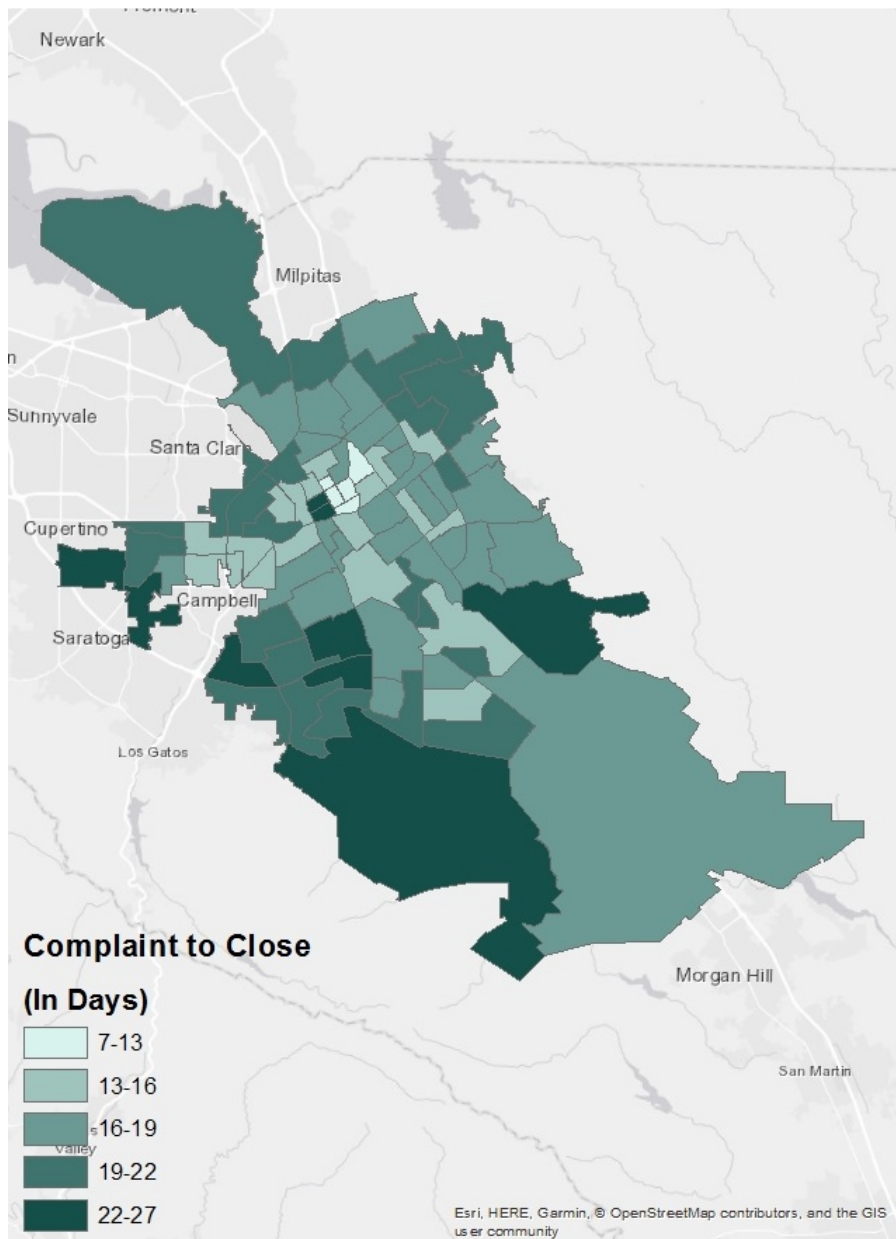 Newark
Milpitas
Sunnyvale
Santa Clara
Cupertino
Campbell
Saratoga
Los Gatos
Complaint to Close
(In Days)
7-13
13-16
16-19
19-22
22-27
Valley
Morgan Hill
San Martin
Esri, HERE, Garmin, © OpenStreetMap contributors, and the GIS
user community